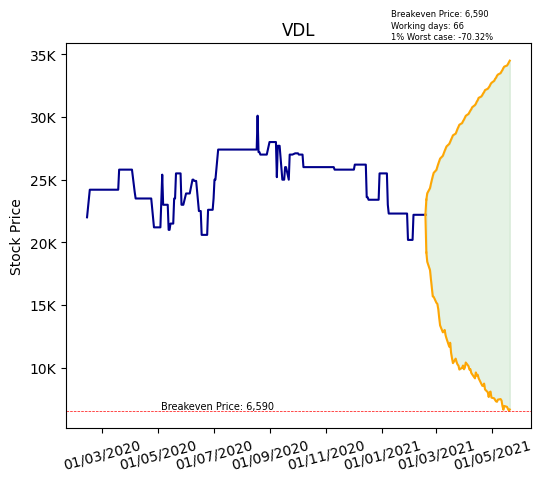 Breakeven Price: 6,590
Working days: 66
1% Worst case: -70.32%
VDL
Stock Price
35K
30K
25K
20K
15K
10K
Breakeven Price: 6,590
01/03/2020
01/05/2020
01/07/2020
01/09/2020
01/11/2020
01/01/2021
01/03/2021
01/05/2021